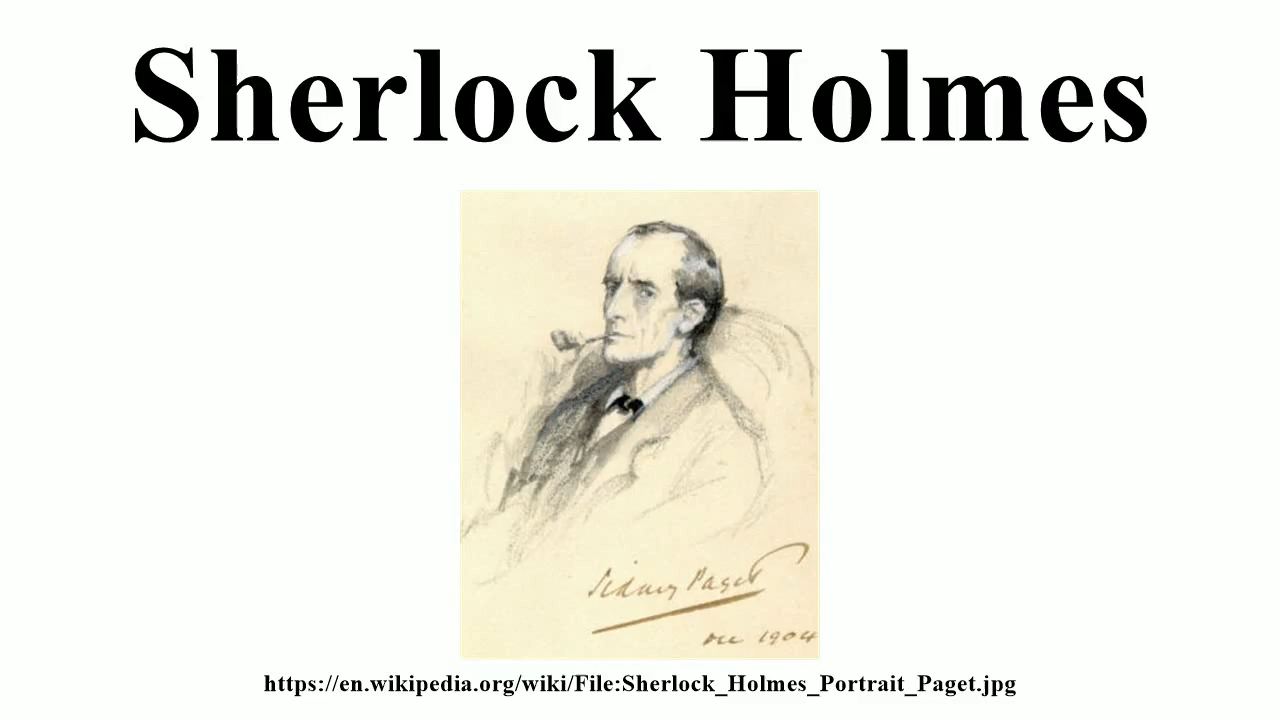 Sherlock Holmes
Sidney Paget
Dec 1904
https://en.wikipedia.org/wiki/File:Sherlock_Holmes_Portrait_Paget.jpg